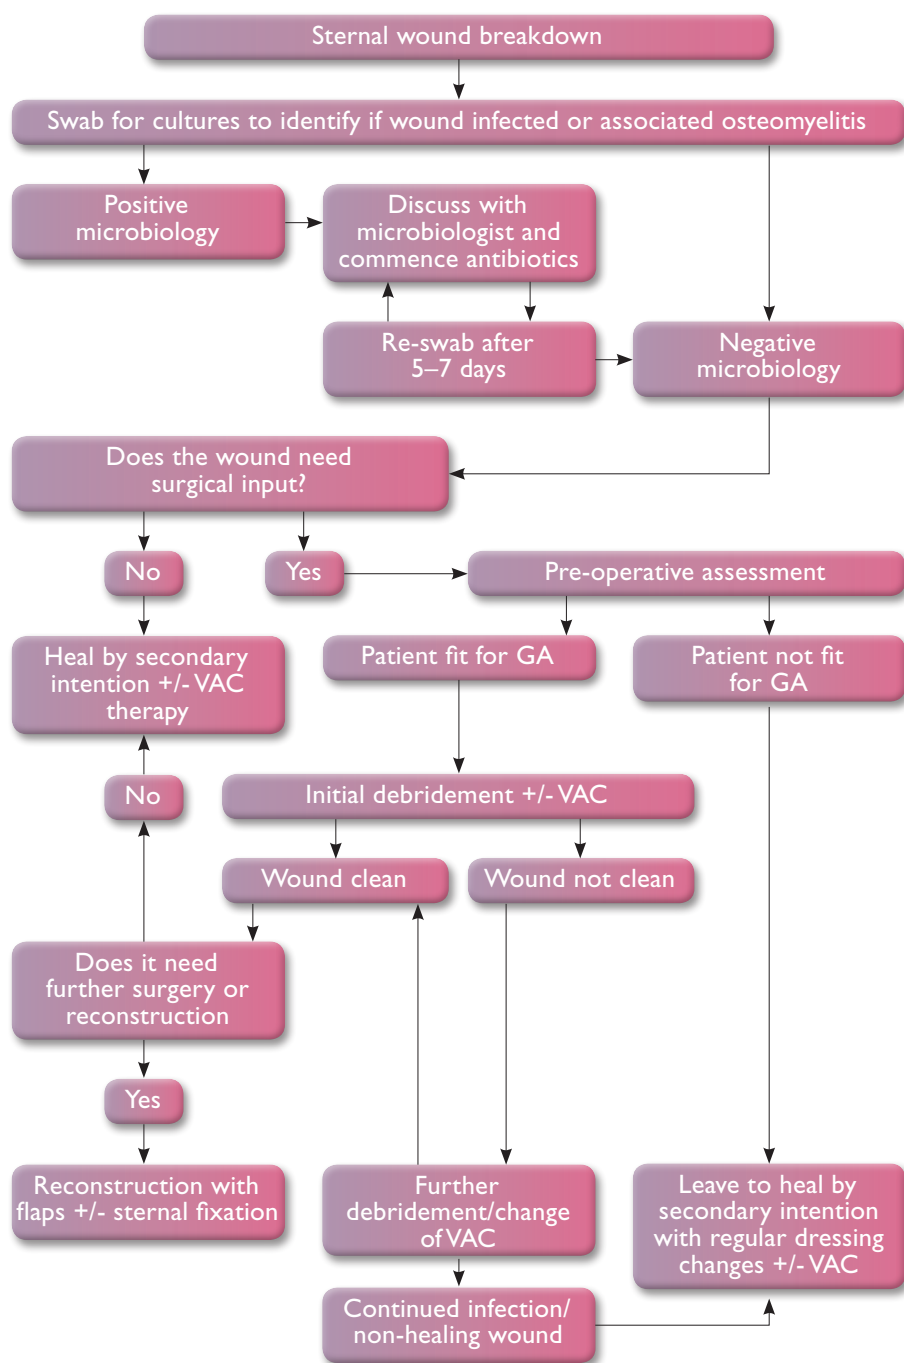 Sternal wound breakdown
Swab for cultures to identify if wound infected or associated osteomyelitis
Positive
microbiology
Discuss with
microbiologist and
commence antibiotics
Re-swab after
5–7 days
Negative
microbiology
Does the wound need
surgical input?
No
Yes
Pre-operative assessment
Heal by secondary
intention +/- VAC
therapy
Patient fit for GA
Patient not fit
for GA
No
Initial debridement +/- VAC
Wound clean
Wound not clean
Does it need
further surgery or
reconstruction
Yes
Reconstruction with
flaps +/- sternal fixation
Further
debridement/change
of VAC
Leave to heal by
secondary intention
with regular dressing
changes +/- VAC
Continued infection/
non-healing wound